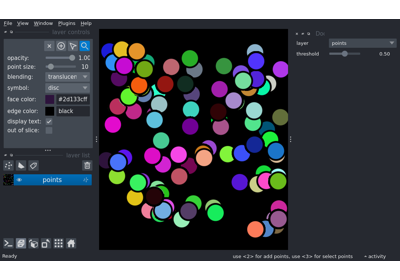 File View Plugins Window Help
layer controls
opacity: 1.00
point size: 10
blending: translucen
symbol: disc
face color: #2d133cff
edge color: black
display text:
out of slice:
layer list
points
layer points
threshold 0.50
Ready
use <2> for add points, use <3> for select points
activity